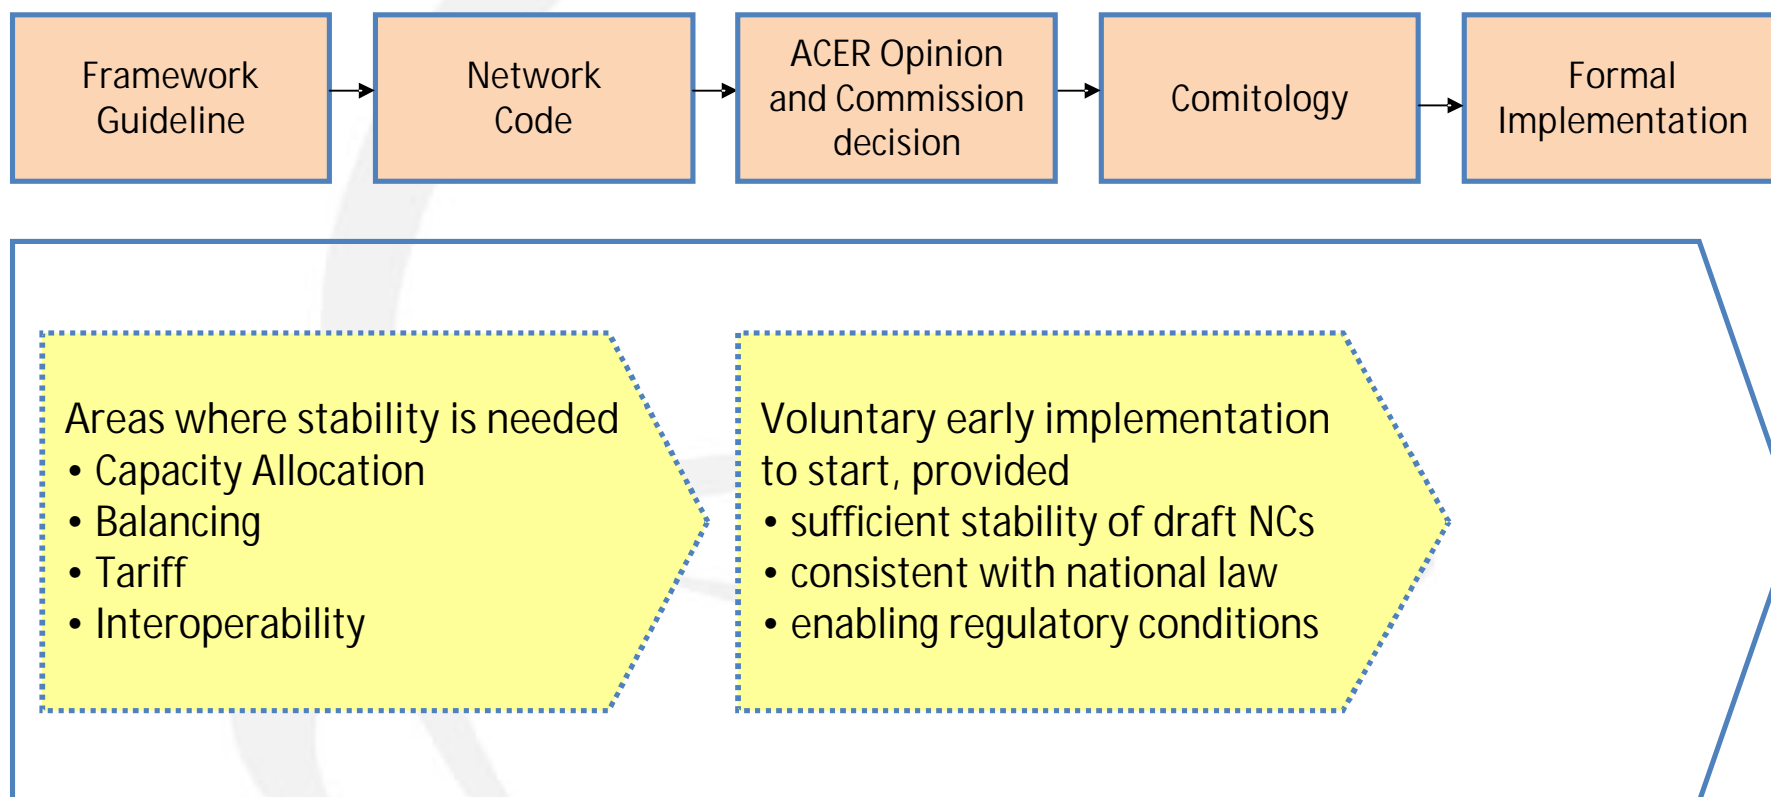 Framework
Guideline
Network
Code
ACER Opinion
and Commission
decision
Comitology
Formal
Implementation
Areas where stability is needed
• Capacity Allocation
• Balancing
• Tariff
• Interoperability
Voluntary early implementation
to start, provided
• sufficient stability of draft NCs
• consistent with national law
• enabling regulatory conditions